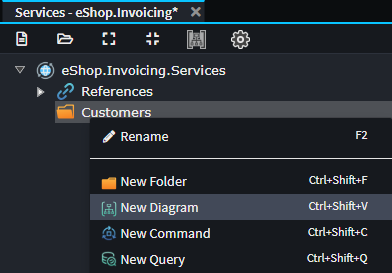 Services - eShop.Invoicing*
eShop.Invoicing.Services
References
Customers
Rename F2
New Folder Ctrl+Shift+F
New Diagram Ctrl+Shift+V
New Command Ctrl+Shift+C
New Query Ctrl+Shift+Q